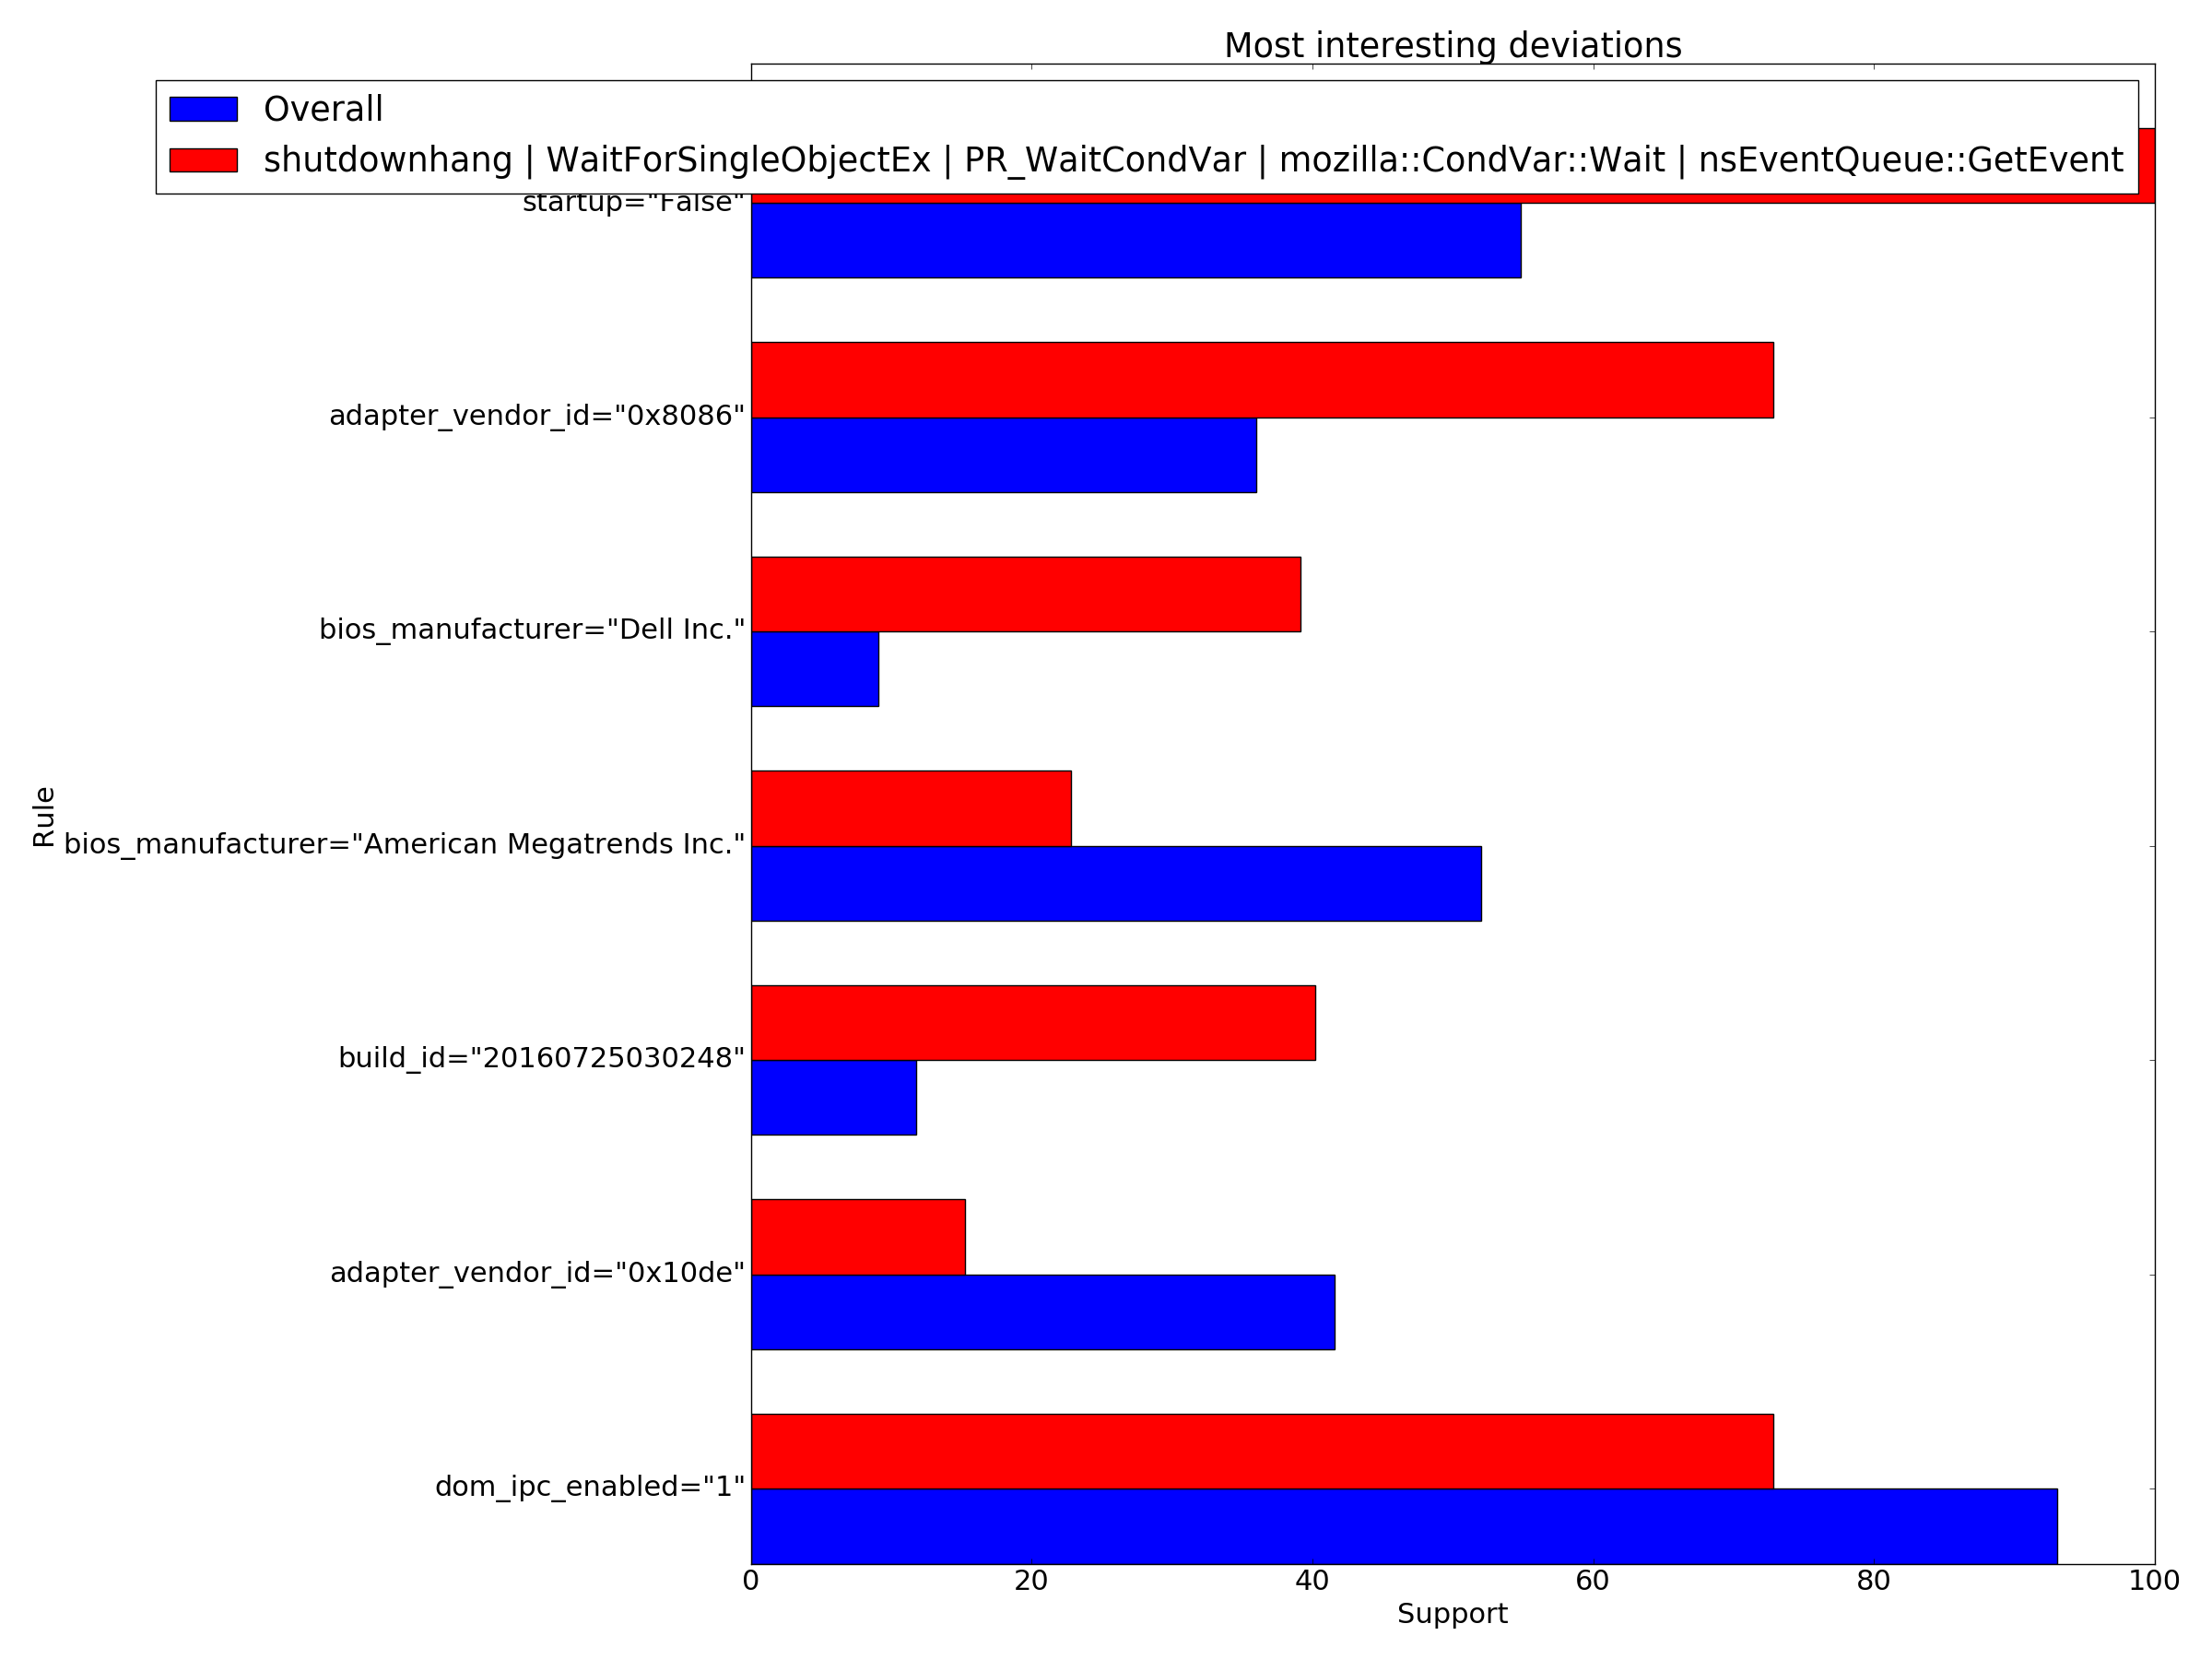 Most interesting deviations
Overall
shutdownhang | WaitForSingleObjectEx | PR_WaitCondVar | mozilla::CondVar::Wait | nsEventQueue::GetEvent
startup="False"
adapter_vendor_id="0x8086"
bios_manufacturer="Dell Inc."
Rule
bios_manufacturer="American Megatrends Inc."
build_id="20160725030248"
adapter_vendor_id="0x10de"
dom_ipc_enabled="1"
0 20 40 60 80 100
Support